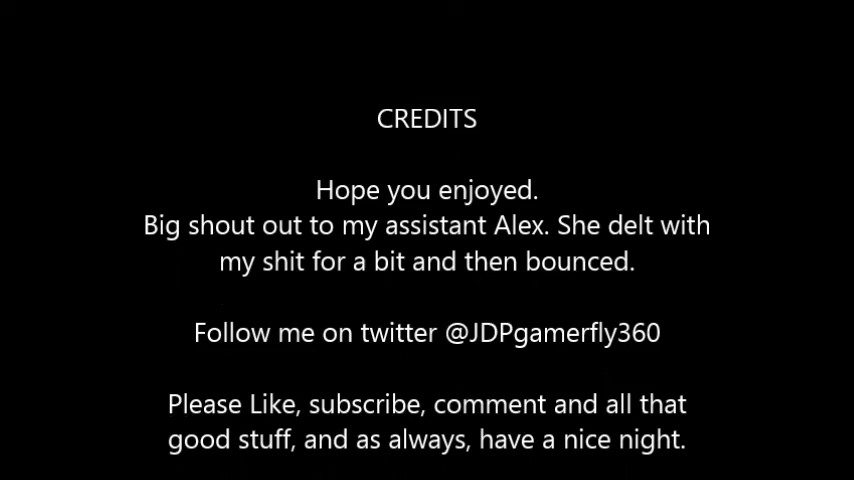 CREDITS
Hope you enjoyed.
Big shout out to my assistant Alex. She delt with
my shit for a bit and then bounced.
Follow me on twitter @JDPgamerfly360
Please Like, subscribe, comment and all that
good stuff, and as always, have a nice night.